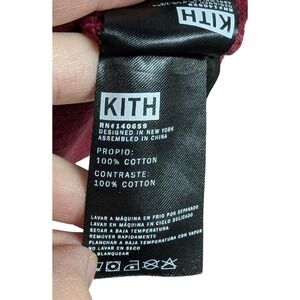 KITH
KITH
RN#140659
DESIGNED IN NEW YORK
ASSEMBLED IN CHINA
PROPIO:
100% COTTON
CONTRASTE:
100% COTTON
LAVAR A MÁQUINA EN FRIO POR SEPARADO
LAVAR A MÁQUINA EN CICLO DELICADO
SECAR A BAJA TEMPERATURA
REMOVER RAPIDAMENTE
PLANCHAR A BAJA TEMPERATURA CON VAPOR
NO LAVAR EN SECO
BLANQUEAR